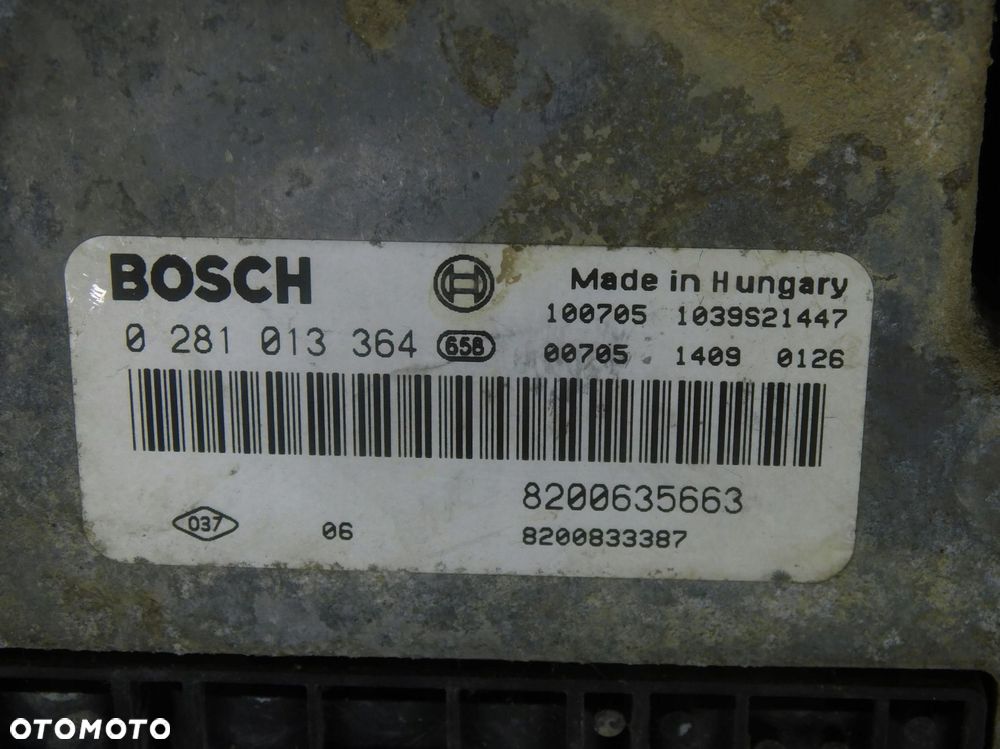 BOSCH
Made in Hungary
100705 1039S21447
0 281 013 364 658
00705 1409 0126
8200635663
037
06
8200833387
OTOMOTO